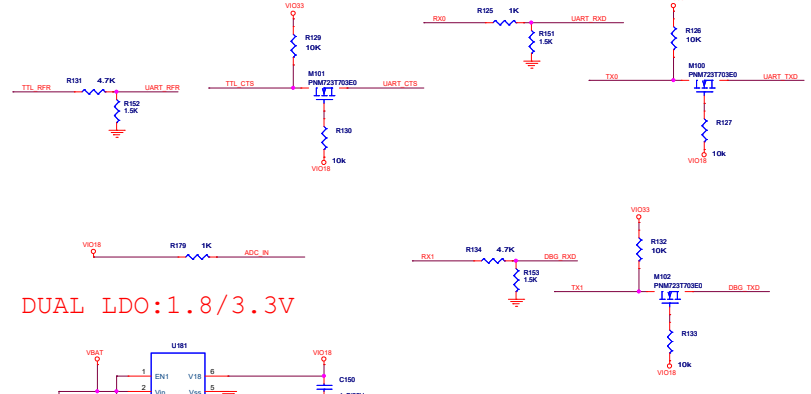 VIO33
R129
10K
M101
PNM723T703E0
TTL_CTS
UART_CTS
R130
10k
VIO18
R131 4.7K
TTL_RFR
UART_RFR
R152
1.5K
R125 1K
RX0
UART_RXD
R151
1.5K
R126
10K
M100
PNM723T703E0
TX0
UART_TXD
R127
10k
VIO18
VIO18
R179 1K
ADC_IN
R134 4.7K
RX1
DBG_RXD
R153
1.5K
VIO33
R132
10K
M102
PNM723T703E0
TX1
DBG_TXD
R133
10k
VIO18
DUAL LDO:1.8/3.3V
VBAT
U181
VIO18
1 EN1 V18 6
2 Vin Vss 5
C150